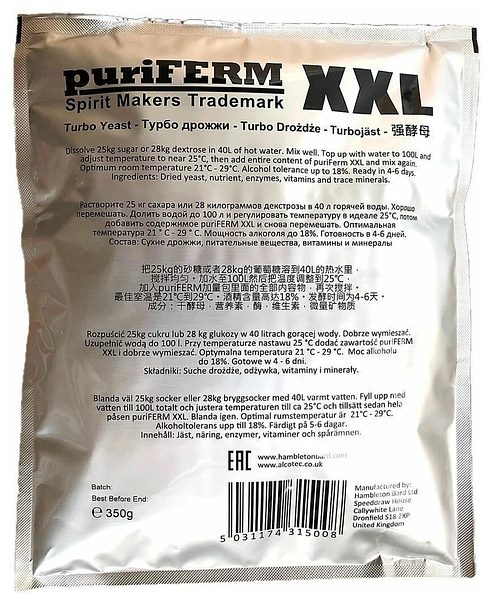 puriFERM XXL
Spirit Makers Trademark
Turbo Yeast - Турбо дрожжи - Turbo Drożdże - Turbojäst - 强酵母
Dissolve 25kg sugar or 28kg dextrose in 40L of hot water. Mix well. Top up with water to 100L and
adjust temperature to near 25°C, then add entire content of puriFerm XXL and mix again.
Optimum room temperature 21°C - 29°C. Alcohol tolerance up to 18%. Ready in 4-6 days.
Ingredients: Dried yeast, nutrient, enzymes, vitamins and trace minerals.
Растворите 25 кг сахара или 28 килограммов декстрозы в 40 л горячей воды. Хорошо
перемешать. Долить водой до 100 л и регулировать температуру в идеале 25°C, потом
добавить содержимое puriFERM XXL и снова перемешать. Оптимальная
температура 21 ° C - 29 ° C. Мощность алкоголя до 18%. Готовность в 4-6 дней.
Состав: Сухие дрожжи, питательные вещества, витамины и минералы
把25kg的砂糖或者28kg的葡萄糖溶到40L的热水里,
搅拌均匀。加水至100L然后把温度调整到25°C,
加入puriFERM加量包里面的全部内容物，再次搅拌。
最佳室温是21°C到29°C。酒精含量高达18%。发酵时间为4-6天。
成分：干酵母，营养素，酶，维生素，微量矿物质
Rozpuścić 25kg cukru lub 28 kg glukozy w 40 litrach gorącej wody. Dobrze wymieszać.
Uzupełnić wodą do 100 l. Przy temperaturze nastawu 25 °C dodać zawartość puriFERM
XXL i dobrze wymieszać. Optymalna temperatura 21 °C - 29 °C. Moc alkoholu
do 18%. Gotowe w 4 - 6 dni.
Składniki: Suche drożdże, odżywka, witaminy i minerały.
Blanda väl 25kg socker eller 28kg bryggsocker med 40L varmt vatten. Fyll upp med
vatten till 100L totalt och justera temperaturen till ca 25°C och tillsätt sedan hela
påsen puriFERM XXL. Blanda igen. Optimal rumstemperatur är 21°C - 29°C.
Alkoholtolerans upp till 18%. Färdigt på 5-6 dagar.
Innehåll: Jäst, näring, enzymer, vitaminer och spårämnen.
EAC www.hambletonbard.com
www.alcotec.co.uk
Batch:
Best Before End:
℮ 350g
5 031174 315008
Manufactured by:
Hambleton Bard Ltd
Speedraw House
Callywhite Lane
Dronfield S18 2XP
United Kingdom